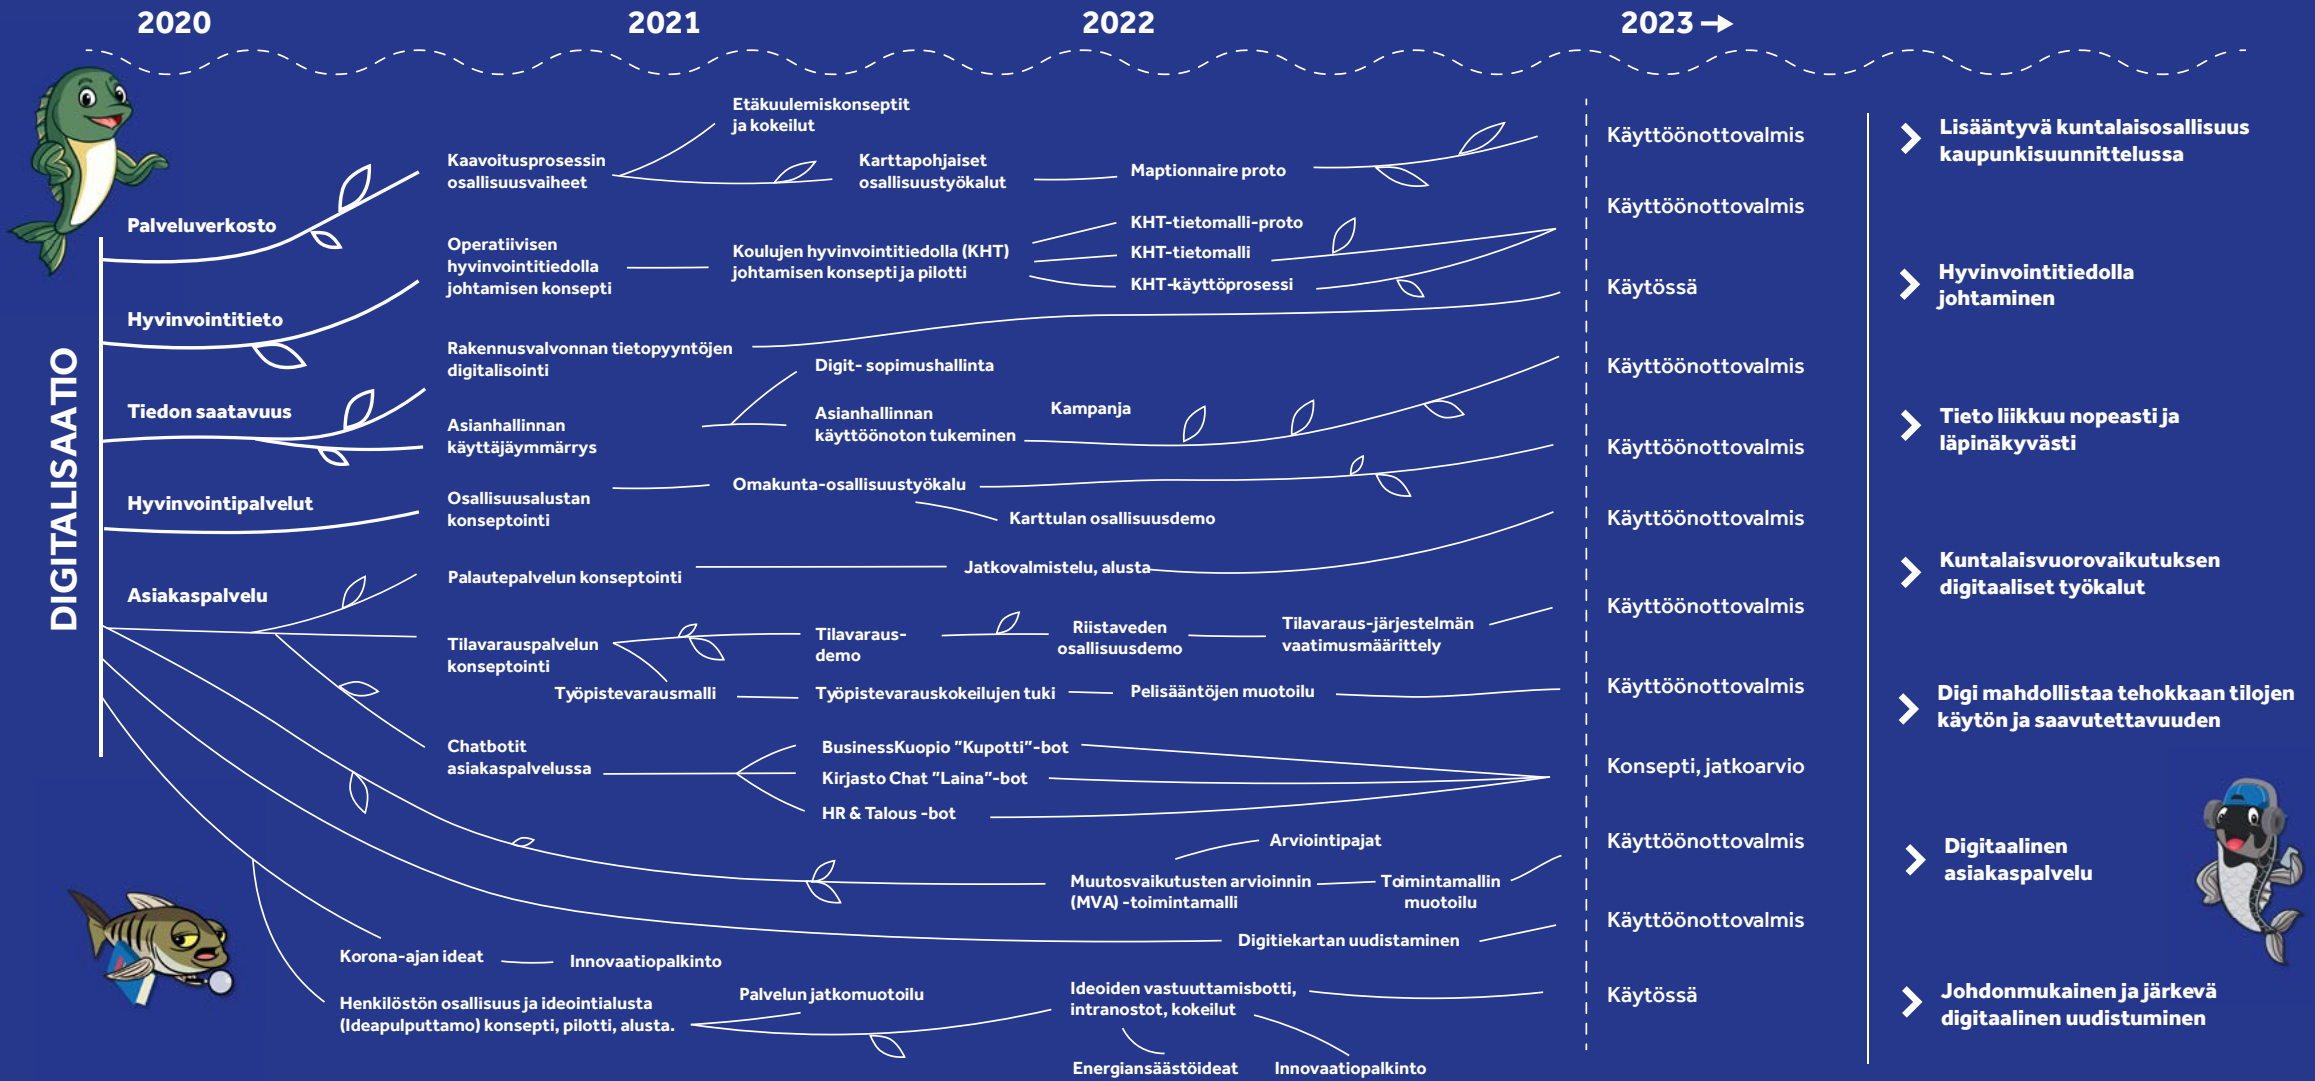 2020
2021
2022
2023
DIGITALISAATIO
Palveluverkosto
Hyvinvointitieto
Tiedon saatavuus
Hyvinvointipalvelut
Asiakaspalvelu
Kaavoitusprosessin
osallisuusvaiheet
Etäkuulemiskonseptit
ja kokeilut
Karttapohjaiset
osallisuustyökalut
Maptionnaire proto
Operatiivisen
hyvinvointitiedolla
johtamisen konsepti
Koulujen hyvinvointitiedolla (KHT)
johtamisen konsepti ja pilotti
KHT-tietomalli-proto
KHT-tietomalli
KHT-käyttöprosessi
Rakennusvalvonnan tietopyyntöjen
digitalisointi
Asianhallinnan
käyttäjäymmärrys
Digit- sopimushallinta
Asianhallinnan
käyttöönoton tukeminen
Kampanja
Osallisuusalustan
konseptointi
Omakunta-osallisuustyökalu
Karttulan osallisuusdemo
Palautepalvelun konseptointi
Jatkovalmistelu, alusta
Tilavarauspalvelun
konseptointi
Tilavaraus-
demo
Riistaveden
osallisuusdemo
Tilavaraus-järjestelmän
vaatimusmäärittely
Työpistevarausmalli
Työpistevarauskokeilujen tuki
Pelisääntöjen muotoilu
Chatbotit
asiakaspalvelussa
BusinessKuopio ”Kupotti”-bot
Kirjasto Chat ”Laina”-bot
HR & Talous -bot
Arviointipajat
Muutosvaikutusten arvioinnin
(MVA) -toimintamalli
Toimintamallin
muotoilu
Digitiekartan uudistaminen
Korona-ajan ideat
Innovaatiopalkinto
Henkilöstön osallisuus ja ideointialusta
(Ideapulputtamo) konsepti, pilotti, alusta.
Palvelun jatkomuotoilu
Ideoiden vastuuttamisbotti,
intranostot, kokeilut
Energiansäästöideat
Innovaatiopalkinto
Käyttöönottovalmis
Käyttöönottovalmis
Käytössä
Käyttöönottovalmis
Käyttöönottovalmis
Käyttöönottovalmis
Käyttöönottovalmis
Käyttöönottovalmis
Konsepti, jatkoarvio
Käyttöönottovalmis
Käyttöönottovalmis
Käytössä
Lisääntyvä kuntalaisosallisuus
kaupunkisuunnittelussa
Hyvinvointitiedolla
johtaminen
Tieto liikkuu nopeasti ja
läpinäkyvästi
Kuntalaisvuorovaikutuksen
digitaaliset työkalut
Digi mahdollistaa tehokkaan tilojen
käytön ja saavutettavuuden
Digitaalinen
asiakaspalvelu
Johdonmukainen ja järkevä
digitaalinen uudistuminen